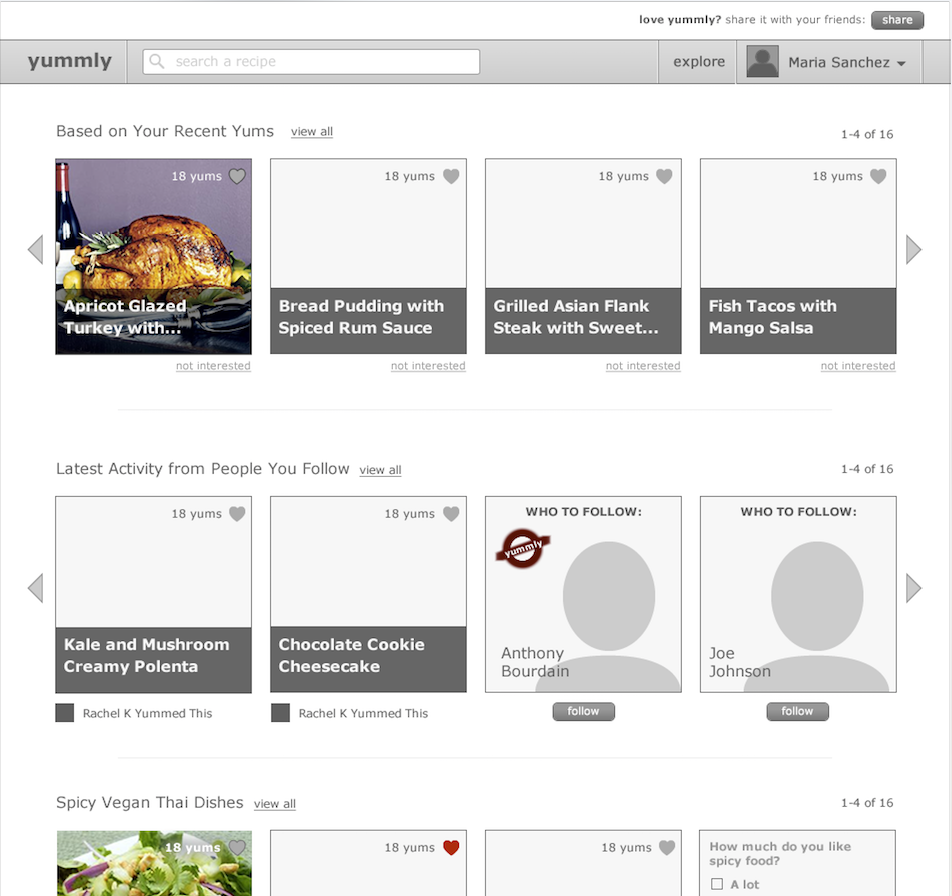 love yummly? share it with your friends: share
yummly search a recipe explore Maria Sanchez
Based on Your Recent Yums view all 1-4 of 16
18 yums 18 yums 18 yums 18 yums
Apricot Glazed
Turkey with...
Bread Pudding with
Spiced Rum Sauce
Grilled Asian Flank
Steak with Sweet...
Fish Tacos with
Mango Salsa
not interested not interested not interested not interested
Latest Activity from People You Follow view all 1-4 of 16
18 yums
Kale and Mushroom
Creamy Polenta
Rachel K Yummed This
18 yums
Chocolate Cookie
Cheesecake
Rachel K Yummed This
WHO TO FOLLOW:
yummly
Anthony
Bourdain
follow
WHO TO FOLLOW:
Joe
Johnson
follow
Spicy Vegan Thai Dishes view all 1-4 of 16
18 yums 18 yums 18 yums
How much do you like
spicy food?
A lot